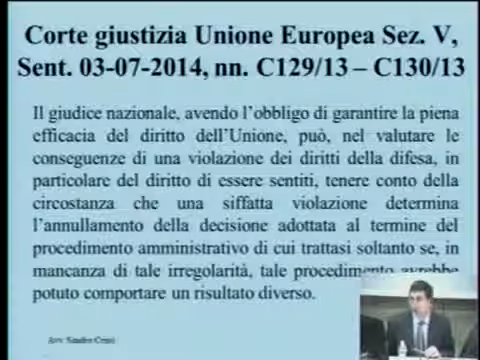 Corte giustizia Unione Europea Sez. V,
Sent. 03-07-2014, nn. C129/13 – C130/13
Il giudice nazionale, avendo l'obbligo di garantire la piena
efficacia del diritto dell'Unione, può, nel valutare le
conseguenze di una violazione dei diritti della difesa, in
particolare del diritto di essere sentiti, tenere conto della
circostanza che una siffatta violazione determina
l'annullamento della decisione adottata al termine del
procedimento amministrativo di cui trattasi soltanto se, in
mancanza di tale irregolarità, tale procedimento avrebbe
potuto comportare un risultato diverso.
Avv.